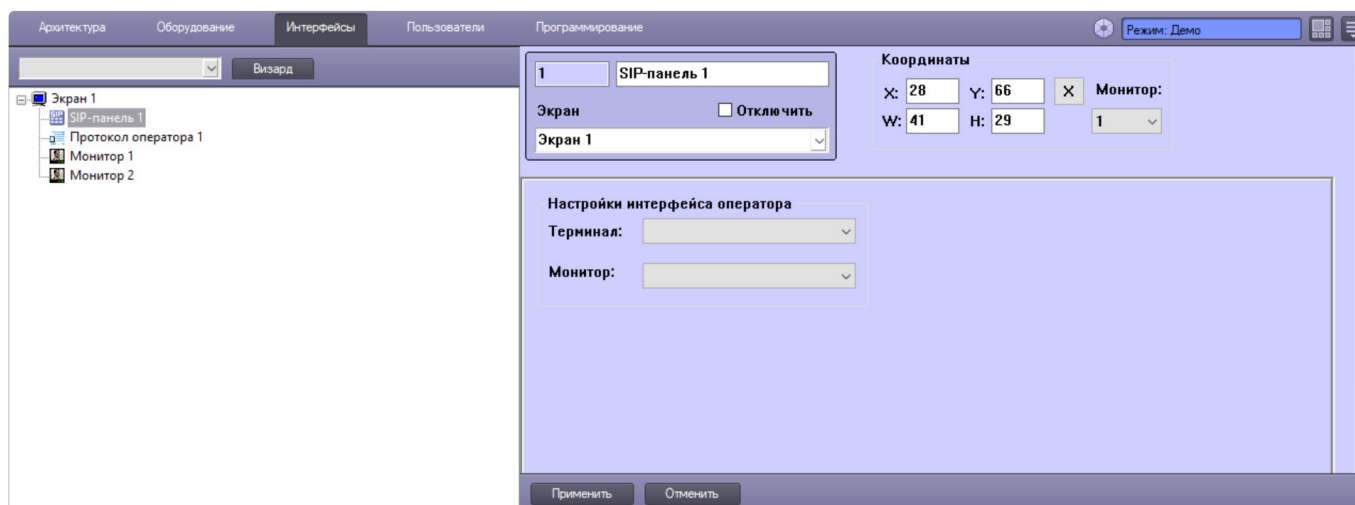 Архитектура Оборудование Интерфейсы Пользователи Программирование Режим: Демо
Визард
Экран 1
SIP-панель 1
Протокол оператора 1
Монитор 1
Монитор 2
1 SIP-панель 1
Экран Отключить
Экран 1
Координаты
X: 28 Y: 66 X Монитор:
W: 41 H: 29 1
Настройки интерфейса оператора
Терминал:
Монитор:
Применить Отменить